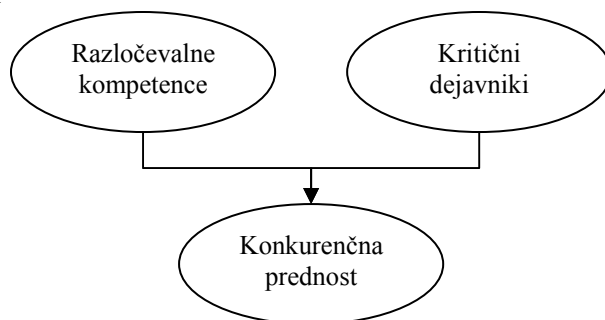 Razločevalne
kompetence
Kritični
dejavniki
Konkurenčna
prednost